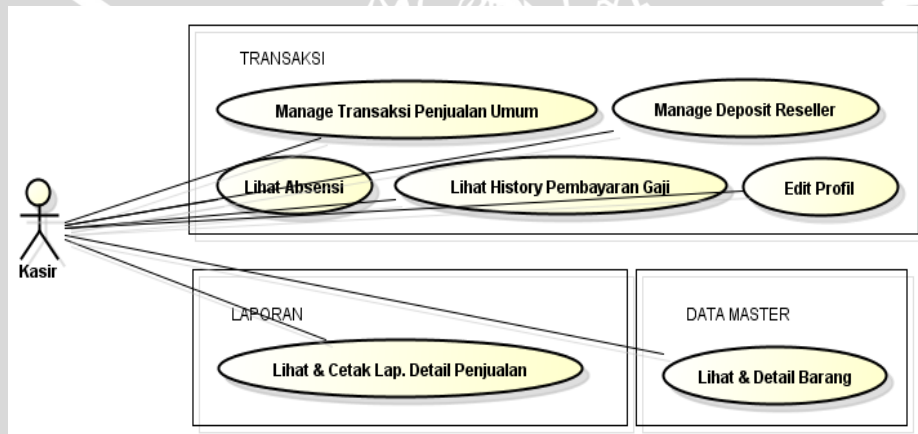 TRANSAKSI
Manage Transaksi Penjualan Umum
Manage Deposit Reseller
Lihat Absensi
Lihat History Pembayaran Gaji
Edit Profil
Kasir
LAPORAN
Lihat & Cetak Lap. Detail Penjualan
DATA MASTER
Lihat & Detail Barang